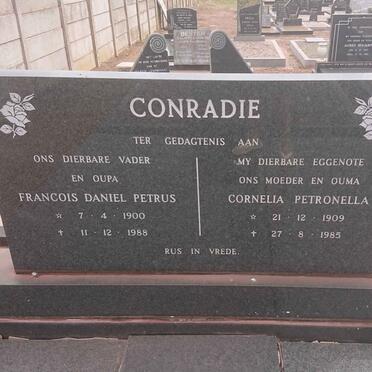 CONRADIE
TER GEDAGTENIS AAN
ONS DIERBARE VADER
EN OUPA
FRANCOIS DANIEL PETRUS
☆ 7 - 4 - 1900
✝ 11 - 12 - 1988
MY DIERBARE EGGENOTE
ONS MOEDER EN OUMA
CORNELIA PETRONELLA
☆ 21 - 12 - 1909
✝ 27 - 8 - 1985
RUS IN VREDE.
BESTER